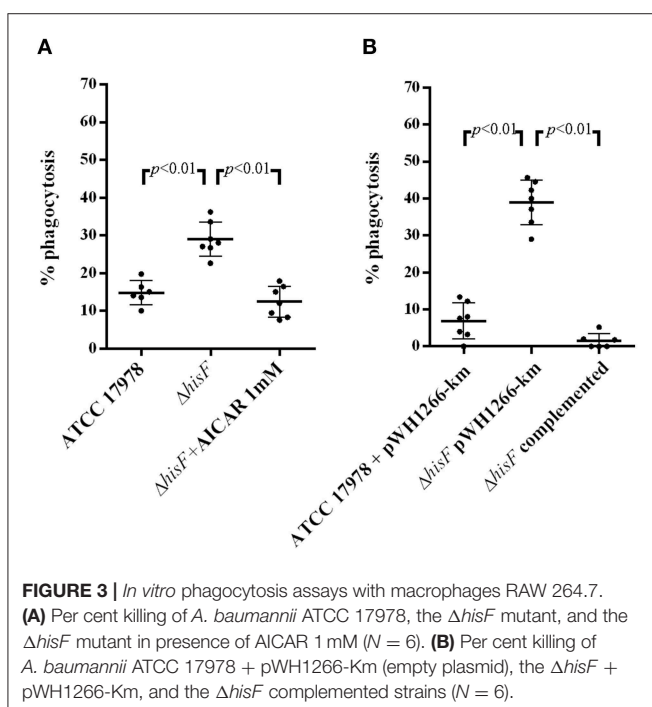 A
% phagocytosis
70
60
50
40
30
20
10
0
p<0.01
p<0.01
ATCC 17978
ΔhisF
ΔhisF+AICAR 1mM
B
% phagocytosis
70
60
50
40
30
20
10
0
p<0.01
p<0.01
ATCC 17978 + pWH1266-km
ΔhisF pWH1266-km
ΔhisF complemented
FIGURE 3 | In vitro phagocytosis assays with macrophages RAW 264.7.
(A) Per cent killing of A. baumannii ATCC 17978, the ΔhisF mutant, and the
ΔhisF mutant in presence of AICAR 1 mM (N = 6). (B) Per cent killing of
A. baumannii ATCC 17978 + pWH1266-Km (empty plasmid), the ΔhisF +
pWH1266-Km, and the ΔhisF complemented strains (N = 6).